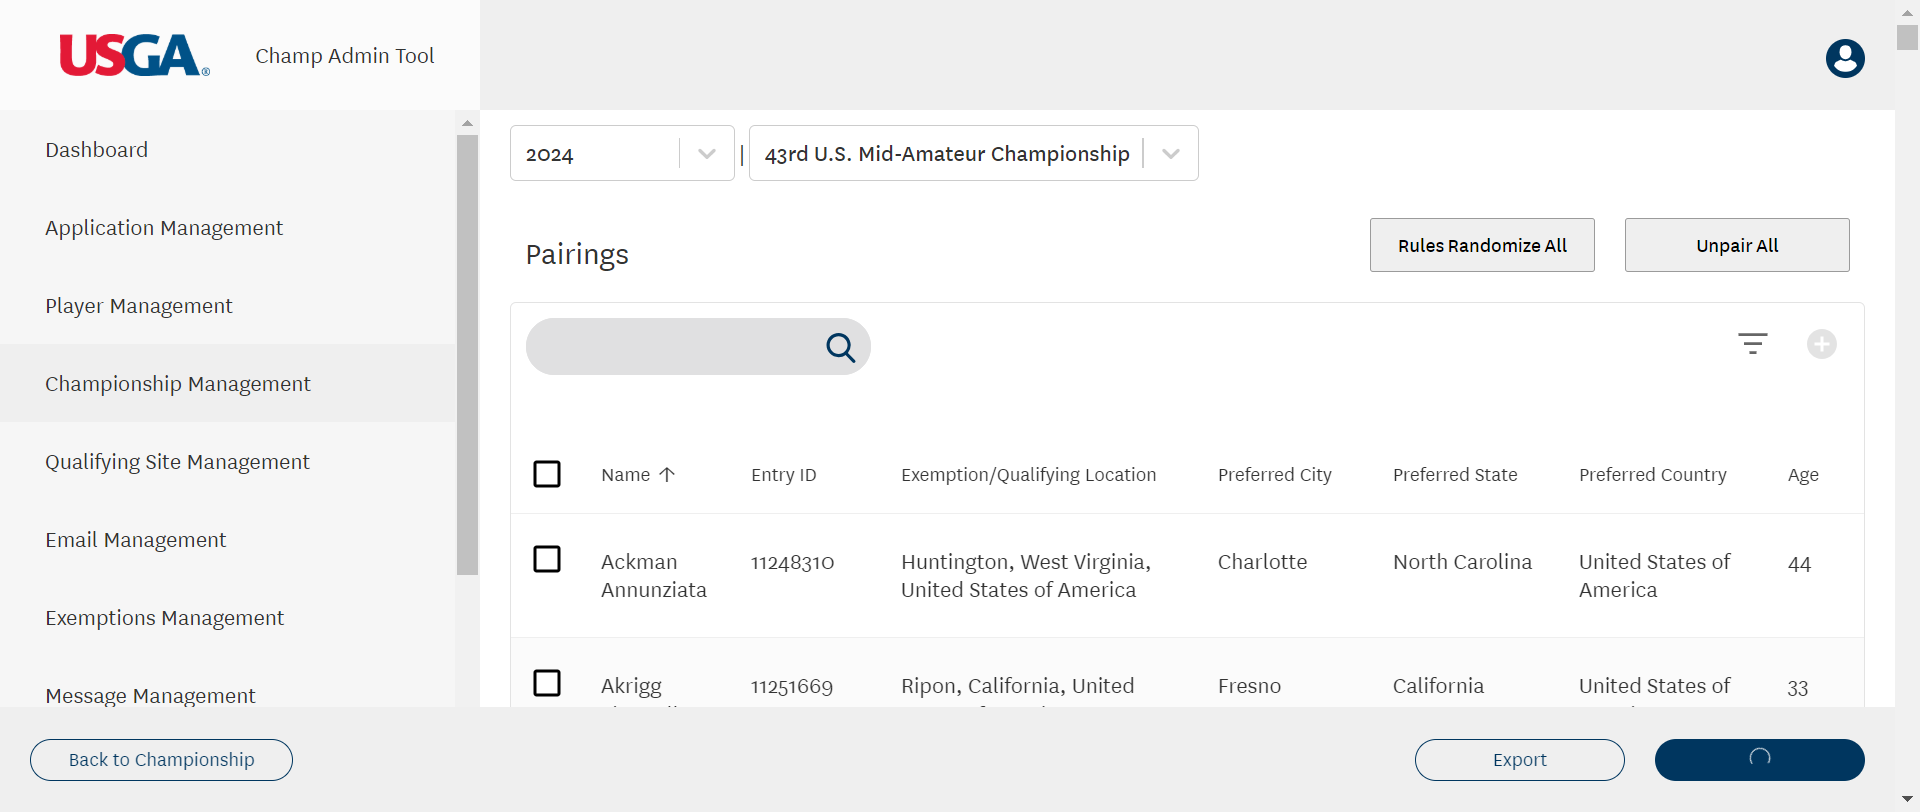 USGA®
Champ Admin Tool
Dashboard
Application Management
Player Management
Championship Management
Qualifying Site Management
Email Management
Exemptions Management
Message Management
2024 | 43rd U.S. Mid-Amateur Championship
Pairings
Rules Randomize All
Unpair All
Name ↑ Entry ID Exemption/Qualifying Location Preferred City Preferred State Preferred Country Age
Ackman 11248310 Huntington, West Virginia, Charlotte North Carolina United States of 44
Annunziata United States of America America
Akrigg 11251669 Ripon, California, United Fresno California United States of 33
Back to Championship
Export